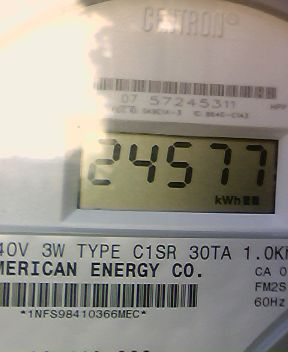 CENTRON®
07 57245311
24577
kWh
40V 3W TYPE C1SR 30TA 1.0K
MERICAN ENERGY CO.
CA 0
FM2S
60Hz
*1NFS98410366MEC*